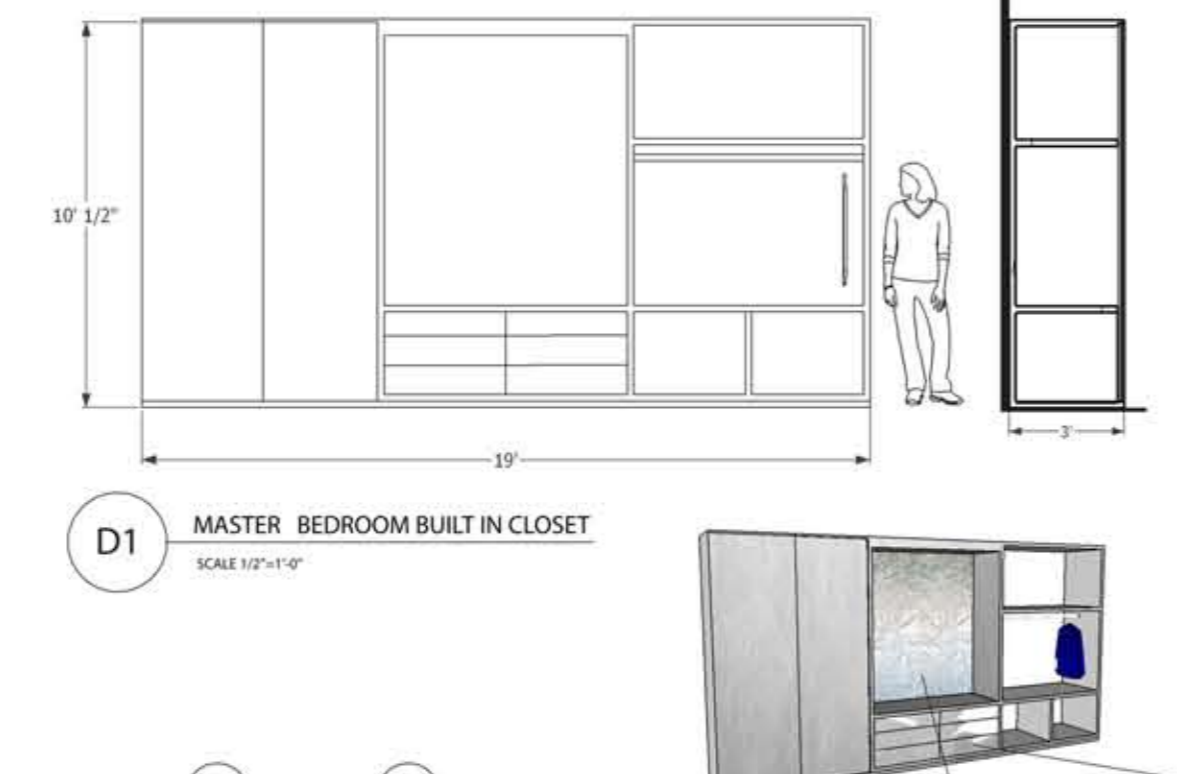 10' 1/2"
3'
19'
D1
MASTER BEDROOM BUILT IN CLOSET
SCALE 1/2"=1'-0"